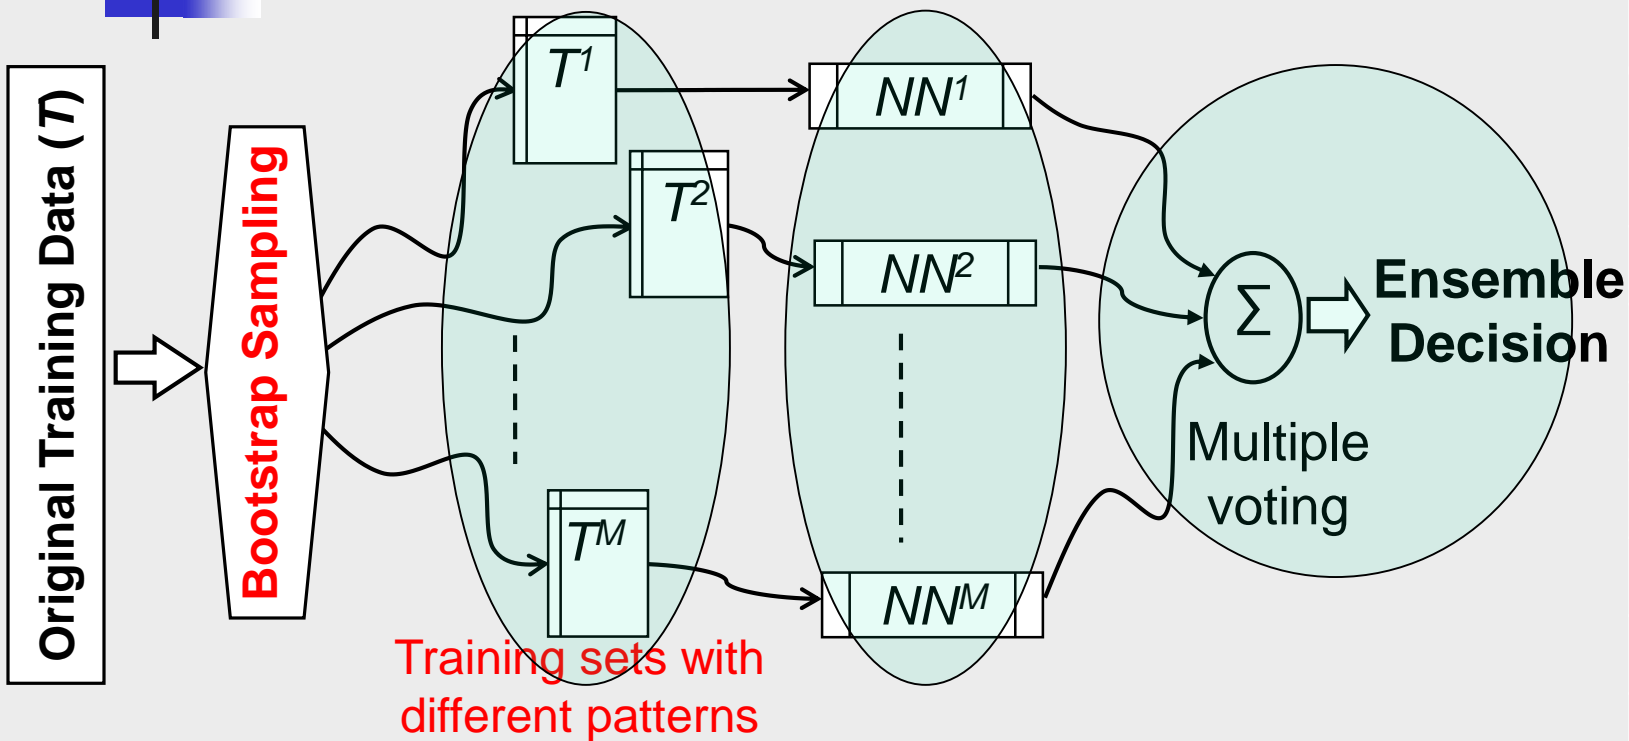 Original Training Data (T)
Bootstrap Sampling
T¹
T²
Tᴹ
Training sets with
different patterns
NN¹
NN²
NNᴹ
Σ
Multiple
voting
Ensemble
Decision